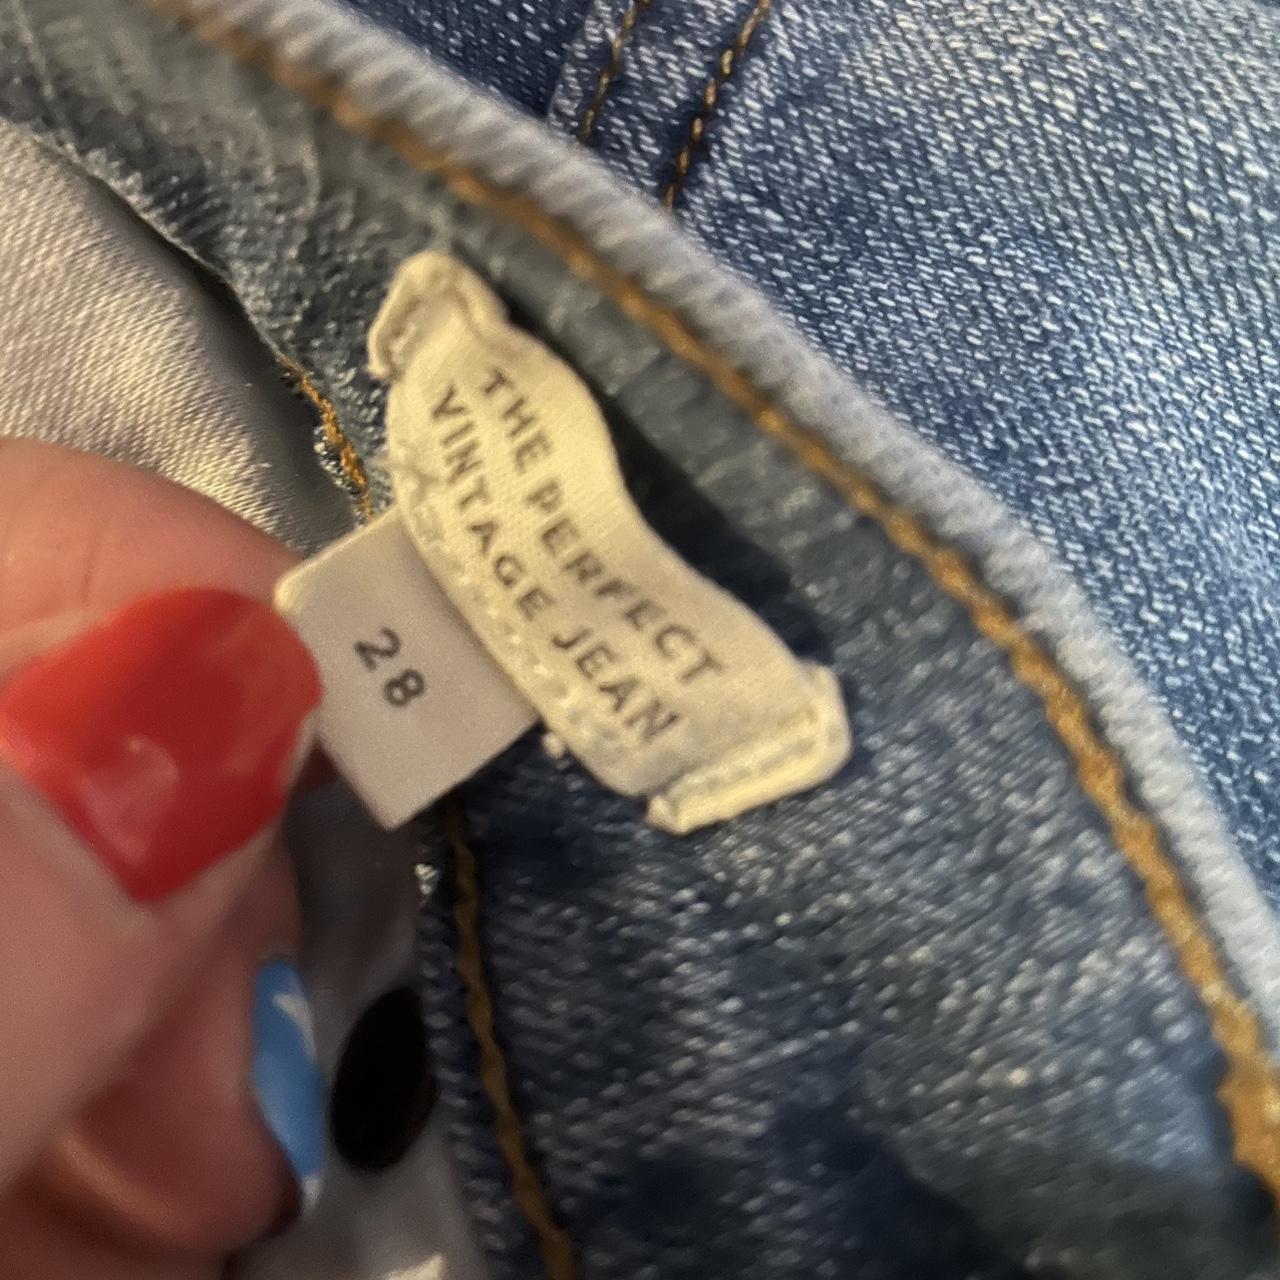 THE PERFECT
VINTAGE JEAN
28